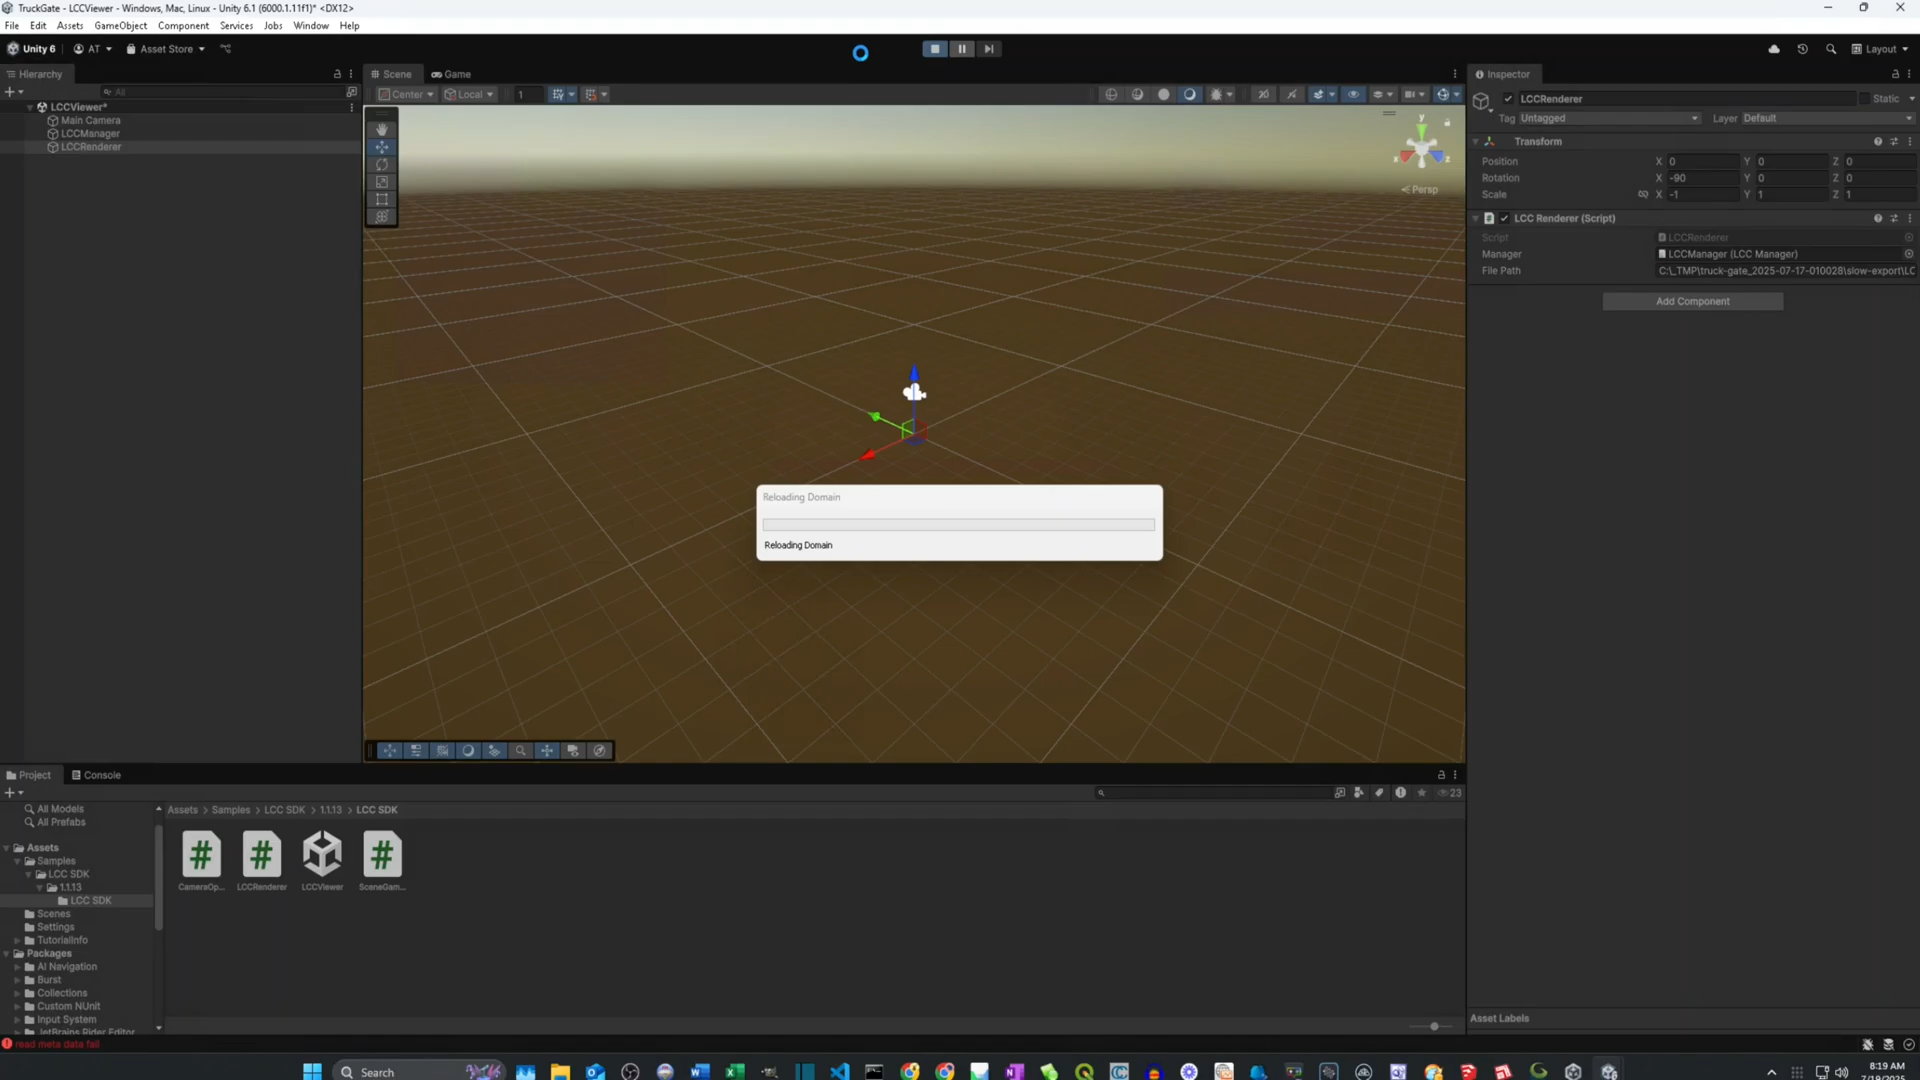 TruckGate - LCCViewer - Windows, Mac, Linux - Unity 6.1 (6000.1.11f1)* <DX12>
File Edit Assets GameObject Component Services Jobs Window Help
Unity 6 AT Asset Store Layout
Hierarchy
All
LCCViewer*
Main Camera
LCCManager
LCCRenderer
Scene Game
Center Local 1
y
x z
Persp
Reloading Domain
Reloading Domain
Inspector
LCCRenderer Static
Tag Untagged Layer Default
Transform
Position X 0 Y 0 Z 0
Rotation X -90 Y 0 Z 0
Scale X -1 Y 1 Z 1
LCC Renderer (Script)
Script LCCRenderer
Manager LCCManager (LCC Manager)
File Path C:\_TMP\truck-gate_2025-07-17-010028\slow-export\LC
Add Component
Project Console
23
All Models
All Prefabs
Assets
Samples
LCC SDK
1.1.13
LCC SDK
Scenes
Settings
TutorialInfo
Packages
AI Navigation
Burst
Collections
Custom NUnit
Input System
JetBrains Rider Editor
Assets > Samples > LCC SDK > 1.1.13 > LCC SDK
CameraOp... LCCRenderer LCCViewer SceneGam...
Asset Labels
read meta data fail
Search
8:19 AM